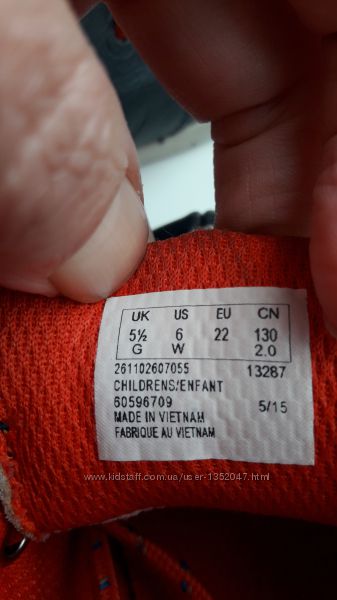 UK US EU CN
5½ 6 22 130
G W 2.0
261102607055 13287
CHILDRENS/ENFANT
60596709 5/15
MADE IN VIETNAM
FABRIQUE AU VIETNAM
www.kidstaff.com.ua/user-1352047.html